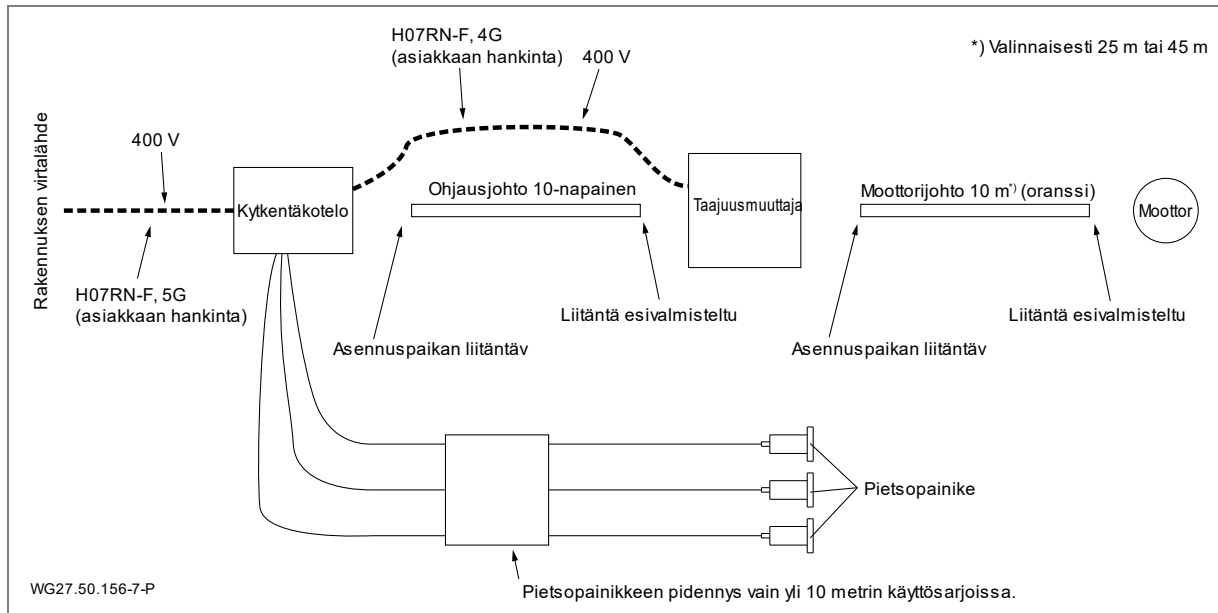 H07RN-F, 4G
(asiakkaan hankinta)
400 V
*) Valinnaisesti 25 m tai 45 m
Rakennuksen virtalähde
400 V
Kytkentäkotelo
Ohjausjohto 10-napainen
Taajuusmuuttaja
Moottorijohto 10 m*) (oranssi)
Moottor
H07RN-F, 5G
(asiakkaan hankinta)
Liitäntä esivalmisteltu
Liitäntä esivalmisteltu
Asennuspaikan liitäntäv
Asennuspaikan liitäntäv
Pietsopainike
WG27.50.156-7-P
Pietsopainikkeen pidennys vain yli 10 metrin käyttösarjoissa.